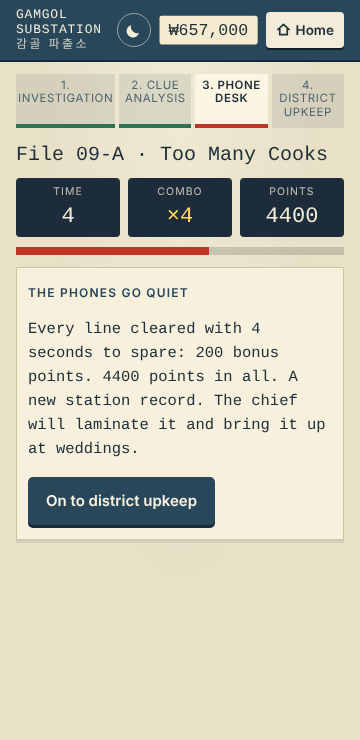 GAMGOL
SUBSTATION
감골 파출소
₩657,000
Home
1.
INVESTIGATION
2. CLUE
ANALYSIS
3. PHONE
DESK
4.
DISTRICT
UPKEEP
File 09-A · Too Many Cooks
TIME
4
COMBO
×4
POINTS
4400
THE PHONES GO QUIET
Every line cleared with 4
seconds to spare: 200 bonus
points. 4400 points in all. A
new station record. The chief
will laminate it and bring it up
at weddings.
On to district upkeep